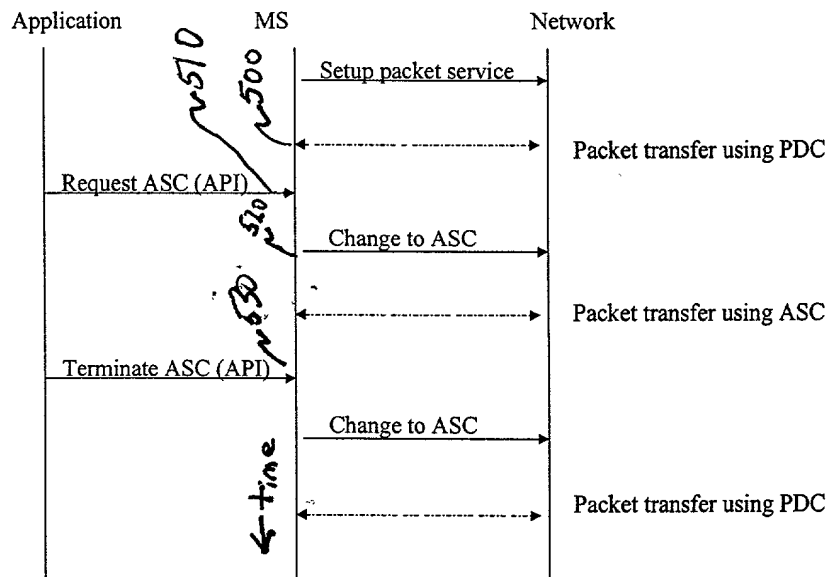 Application MS Network
Setup packet service
510
500
Packet transfer using PDC
Request ASC (API)
520
Change to ASC
530
Packet transfer using ASC
Terminate ASC (API)
Change to ASC
time
Packet transfer using PDC